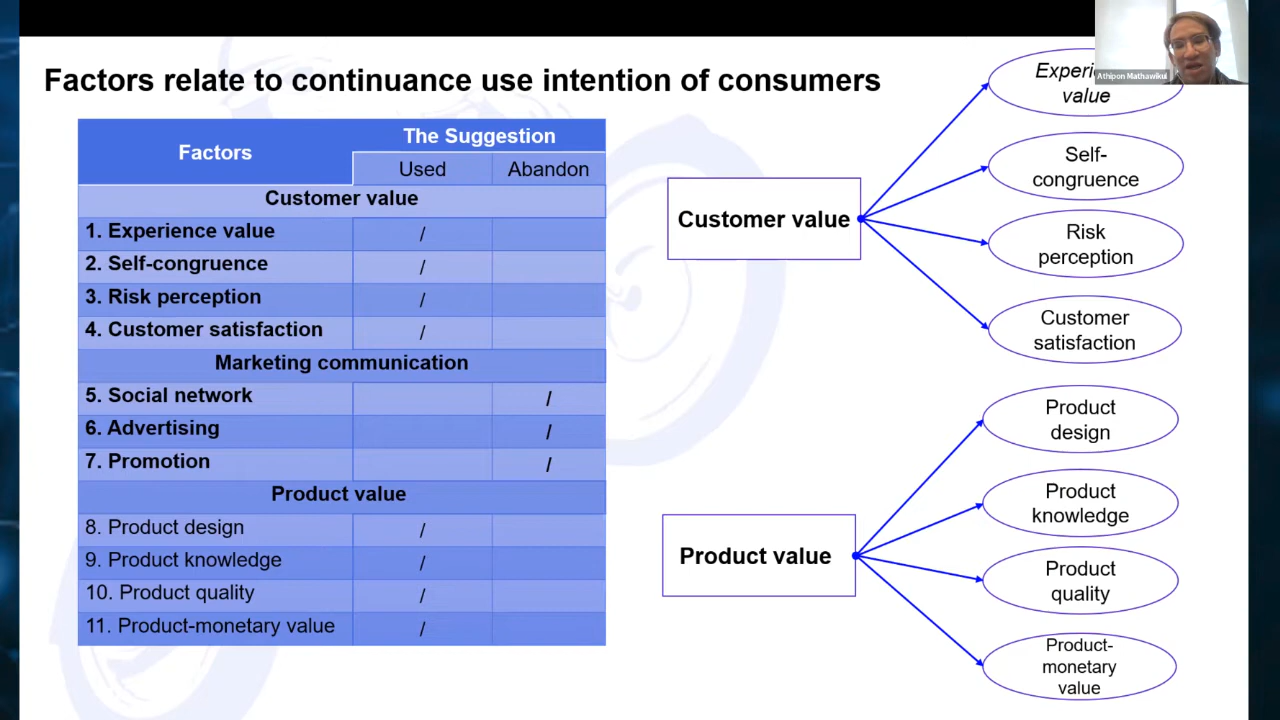 Factors relate to continuance use intention of consumers
Athipon Mathawikul
Factors
The Suggestion
Used
Abandon
Customer value
1. Experience value /
2. Self-congruence /
3. Risk perception /
4. Customer satisfaction /
Marketing communication
5. Social network /
6. Advertising /
7. Promotion /
Product value
8. Product design /
9. Product knowledge /
10. Product quality /
11. Product-monetary value /
Customer value
value
Self-
congruence
Risk
perception
Customer
satisfaction
Product value
Product
design
Product
knowledge
Product
quality
Product-
monetary
value